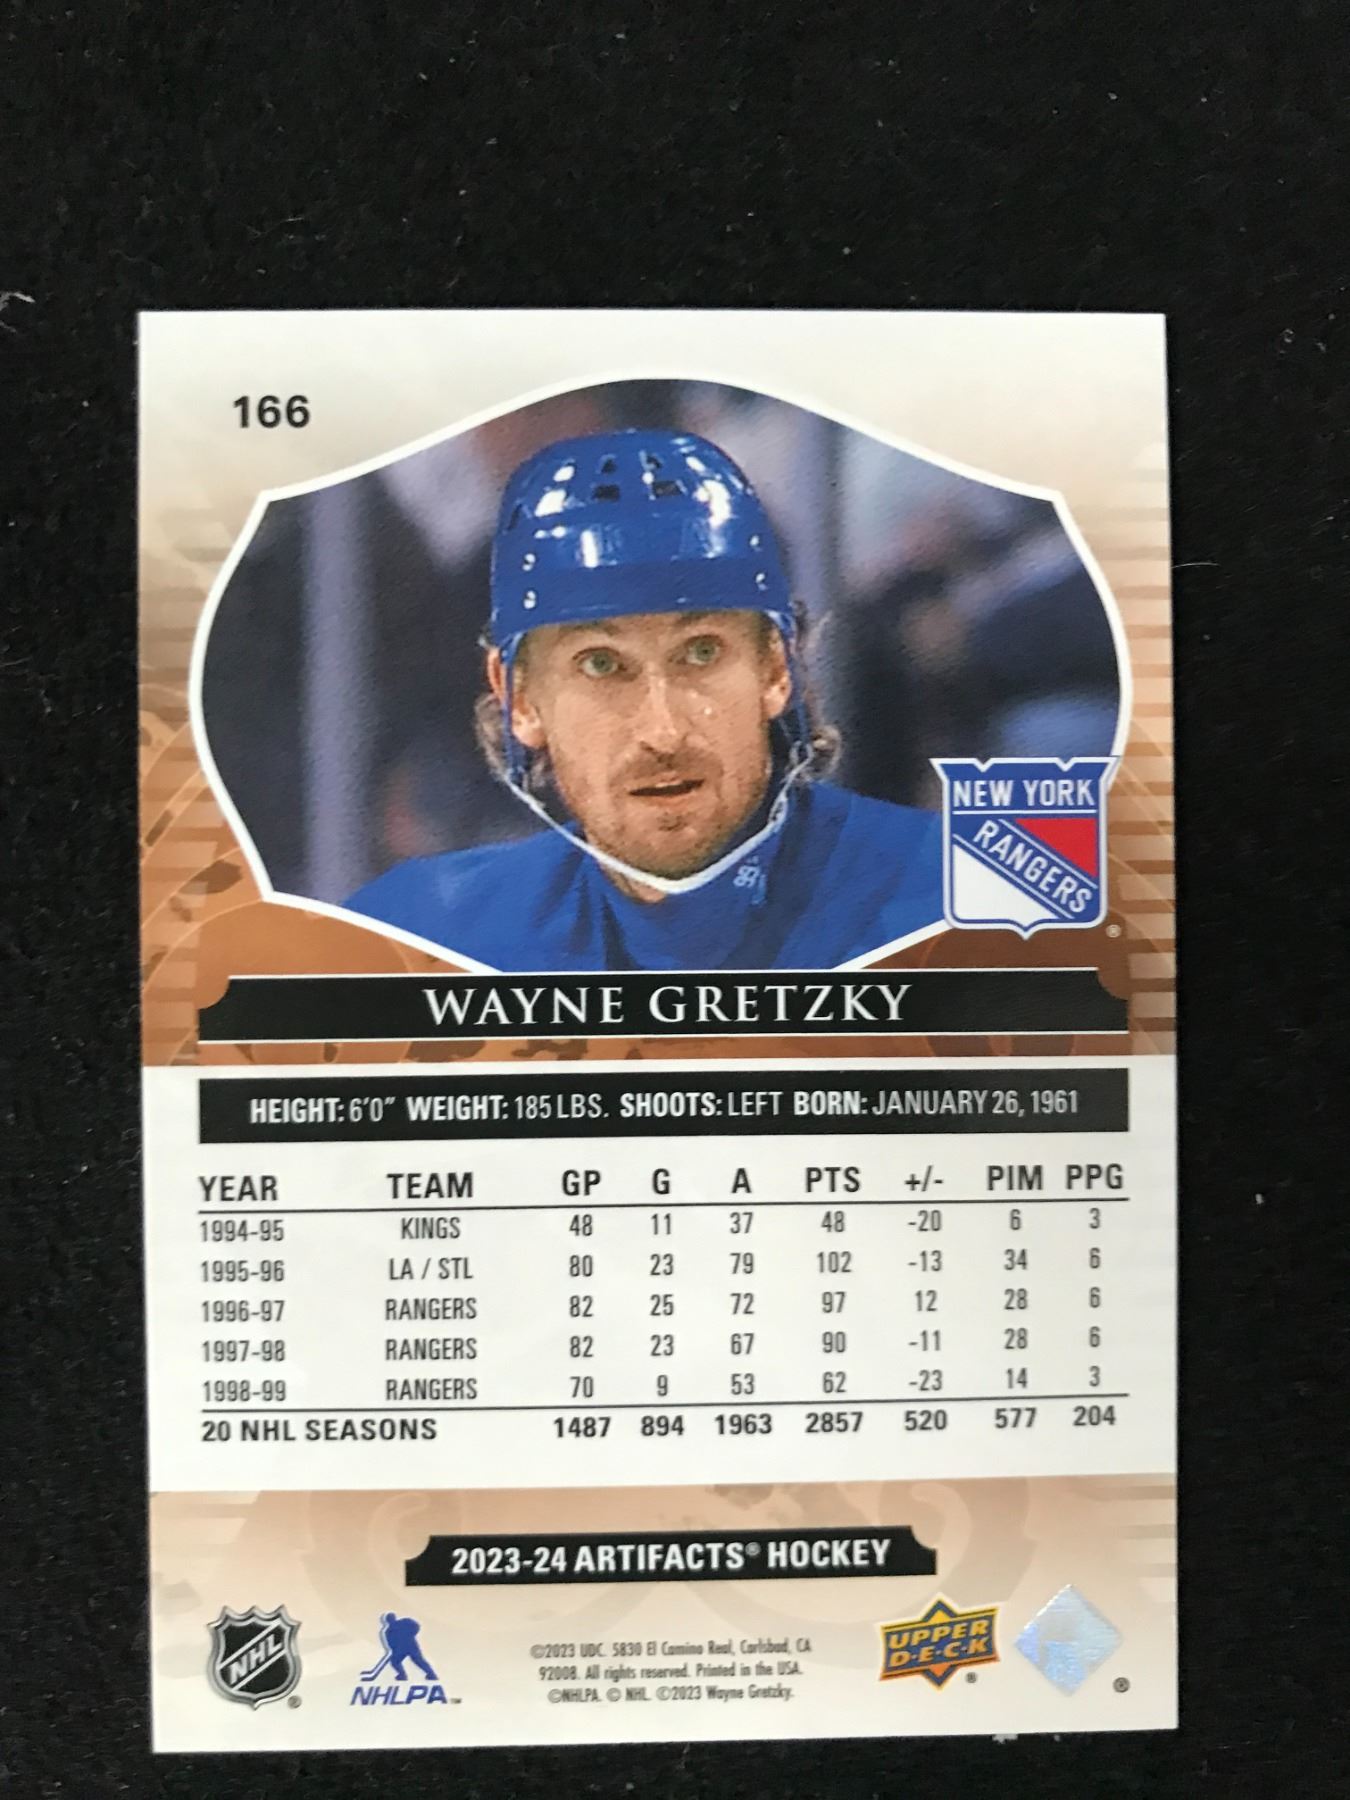 166
NEW YORK
RANGERS
®
WAYNE GRETZKY
HEIGHT: 6'0" WEIGHT: 185 LBS. SHOOTS: LEFT BORN: JANUARY 26, 1961
YEAR TEAM GP G A PTS +/- PIM PPG
1994-95 KINGS 48 11 37 48 -20 6 3
1995-96 LA / STL 80 23 79 102 -13 34 6
1996-97 RANGERS 82 25 72 97 12 28 6
1997-98 RANGERS 82 23 67 90 -11 28 6
1998-99 RANGERS 70 9 53 62 -23 14 3
20 NHL SEASONS 1487 894 1963 2857 520 577 204
2023-24 ARTIFACTS® HOCKEY
NHL ®
NHLPA™
©2023 UDC. 5830 El Camino Real, Carlsbad, CA
92008. All rights reserved. Printed in the USA.
©NHLPA. © NHL. ©2023 Wayne Gretzky.
UPPER
D·E·C·K ®
®